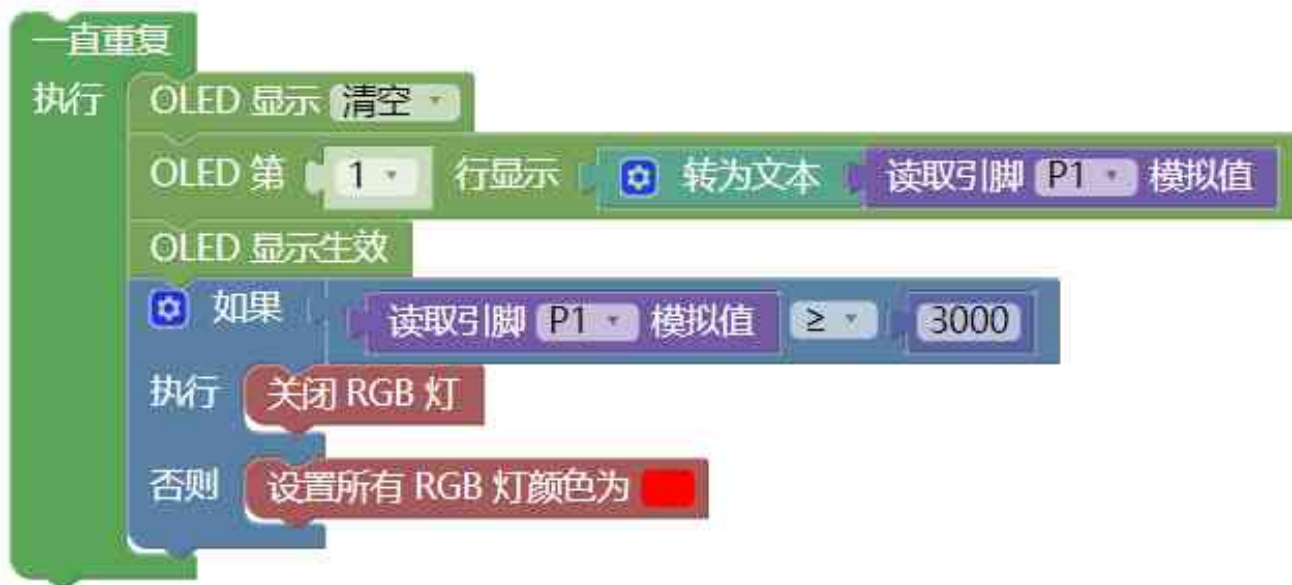 一直重复
执行 OLED 显示 清空
OLED 第 1 行显示 转为文本 读取引脚 P1 模拟值
OLED 显示生效
如果 读取引脚 P1 模拟值 ≥ 3000
执行 关闭 RGB 灯
否则 设置所有 RGB 灯颜色为